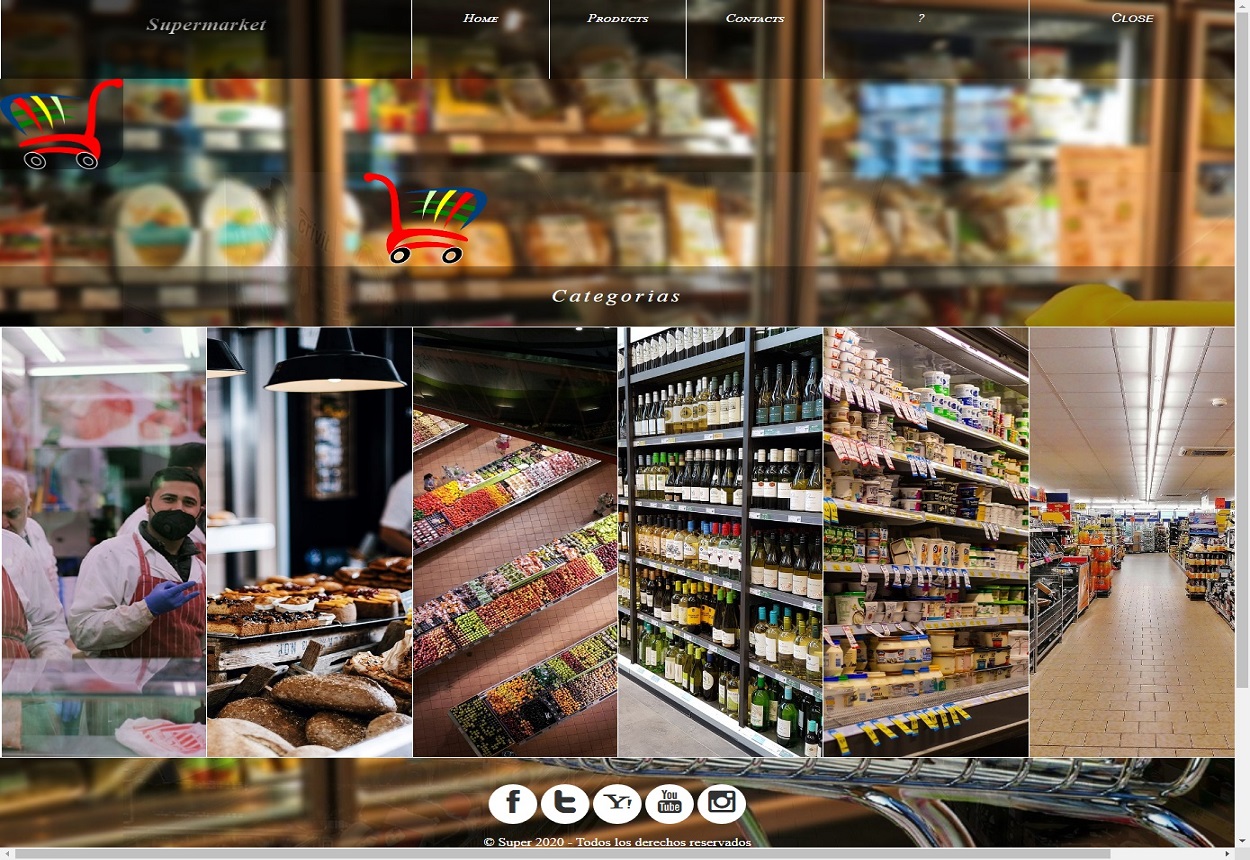 Supermarket
Home
Products
Contacts
?
Close
Categorias
f
t
Y!
You
Tube
© Super 2020 - Todos los derechos reservados